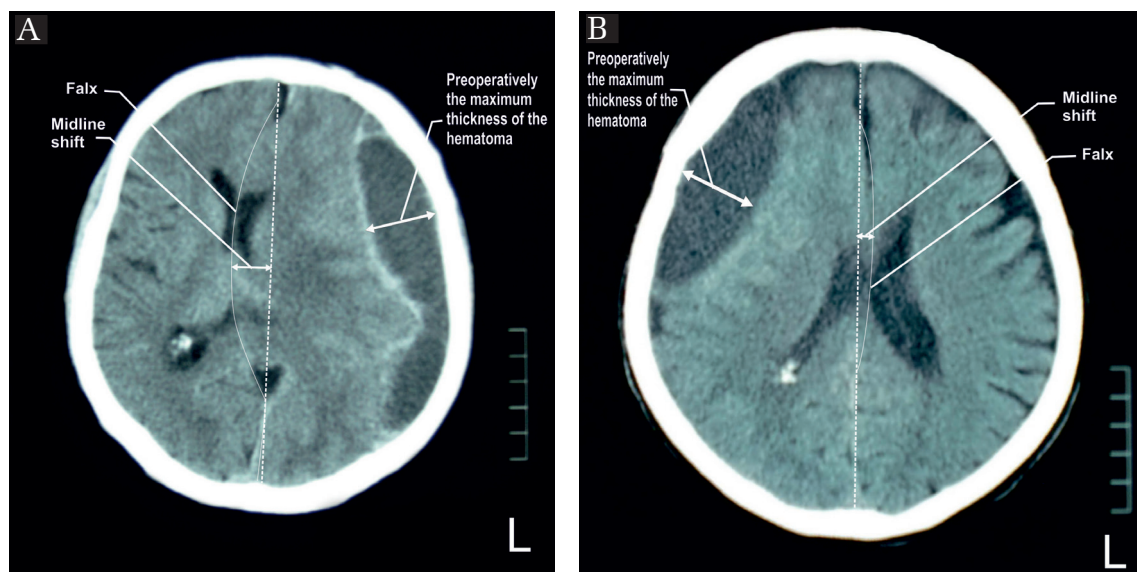 A
Falx
Midline
shift
Preoperatively
the maximum
thickness of the
hematoma
L
B
Preoperatively
the maximum
thickness of the
hematoma
Midline
shift
Falx
L